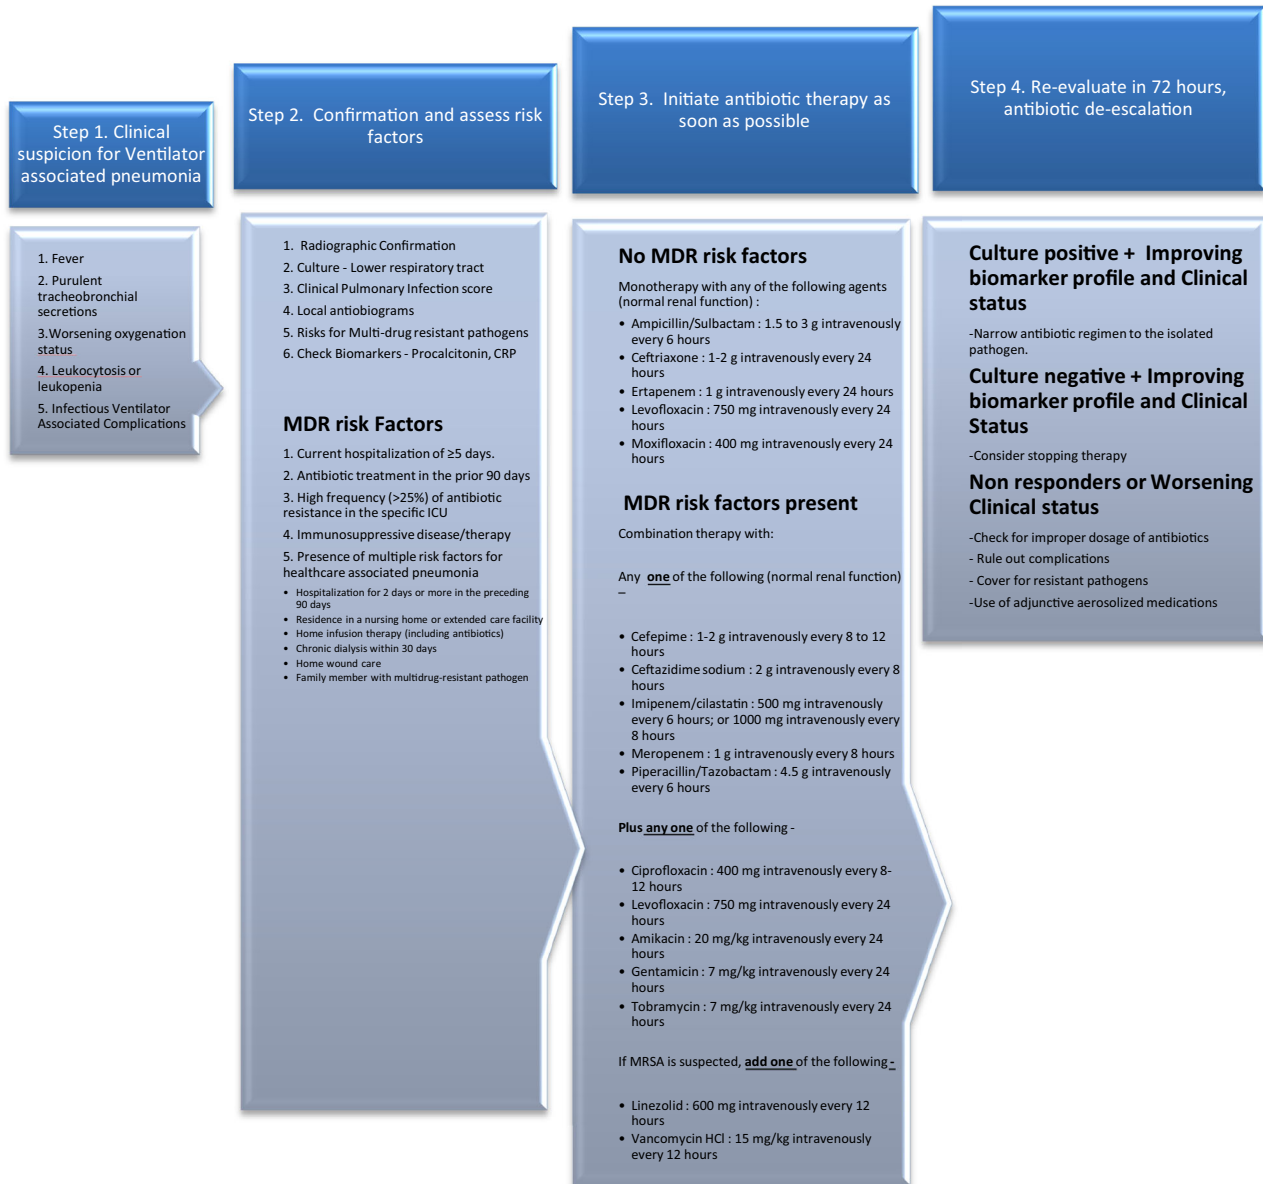 Step 1. Clinical
suspicion for Ventilator
associated pneumonia
1. Fever
2. Purulent
tracheobronchial
secretions
3.Worsening oxygenation
status
4. Leukocytosis or
leukopenia
5. Infectious Ventilator
Associated Complications
Step 2.  Confirmation and assess risk
factors
1.  Radiographic Confirmation
2. Culture - Lower respiratory tract
3. Clinical Pulmonary Infection score
4. Local antibiograms
5. Risks for Multi-drug resistant pathogens
6. Check Biomarkers - Procalcitonin, CRP
MDR risk Factors
1. Current hospitalization of ≥5 days.
2. Antibiotic treatment in the prior 90 days
3. High frequency (>25%) of antibiotic
resistance in the specific ICU
4. Immunosuppressive disease/therapy
5. Presence of multiple risk factors for
healthcare associated pneumonia
• Hospitalization for 2 days or more in the preceding
90 days
• Residence in a nursing home or extended care facility
• Home infusion therapy (including antibiotics)
• Chronic dialysis within 30 days
• Home wound care
• Family member with multidrug-resistant pathogen
Step 3.  Initiate antibiotic therapy as
soon as possible
No MDR risk factors
Monotherapy with any of the following agents
(normal renal function) :
• Ampicillin/Sulbactam : 1.5 to 3 g intravenously
every 6 hours
• Ceftriaxone : 1-2 g intravenously every 24
hours
• Ertapenem : 1 g intravenously every 24 hours
• Levofloxacin : 750 mg intravenously every 24
hours
• Moxifloxacin : 400 mg intravenously every 24
hours
MDR risk factors present
Combination therapy with:
Any one of the following (normal renal function)
–
• Cefepime : 1-2 g intravenously every 8 to 12
hours
• Ceftazidime sodium : 2 g intravenously every 8
hours
• Imipenem/cilastatin : 500 mg intravenously
every 6 hours; or 1000 mg intravenously every
8 hours
• Meropenem : 1 g intravenously every 8 hours
• Piperacillin/Tazobactam : 4.5 g intravenously
every 6 hours
Plus any one of the following -
• Ciprofloxacin : 400 mg intravenously every 8-
12 hours
• Levofloxacin : 750 mg intravenously every 24
hours
• Amikacin : 20 mg/kg intravenously every 24
hours
• Gentamicin : 7 mg/kg intravenously every 24
hours
• Tobramycin : 7 mg/kg intravenously every 24
hours
If MRSA is suspected, add one of the following -
• Linezolid : 600 mg intravenously every 12
hours
• Vancomycin HCl : 15 mg/kg intravenously
every 12 hours
Step 4. Re-evaluate in 72 hours,
antibiotic de-escalation
Culture positive +  Improving
biomarker profile and Clinical
status
-Narrow antibiotic regimen to the isolated
pathogen.
Culture negative + Improving
biomarker profile and Clinical
Status
-Consider stopping therapy
Non responders or Worsening
Clinical status
-Check for improper dosage of antibiotics
- Rule out complications
- Cover for resistant pathogens
-Use of adjunctive aerosolized medications